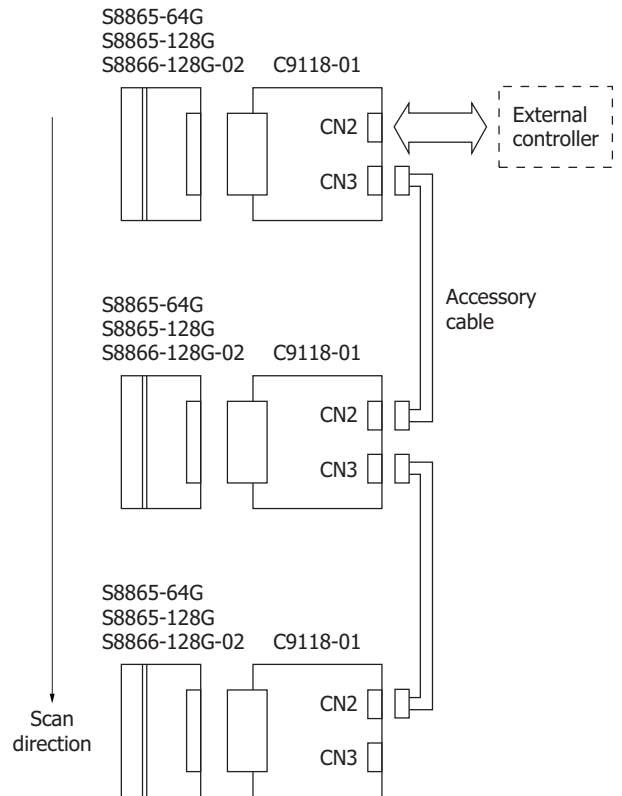 S8865-64G
S8865-128G
S8866-128G-02 C9118-01
CN2
External
controller
CN3
Accessory
cable
S8865-64G
S8865-128G
S8866-128G-02 C9118-01
CN2
CN3
S8865-64G
S8865-128G
S8866-128G-02 C9118-01
CN2
Scan
direction
CN3